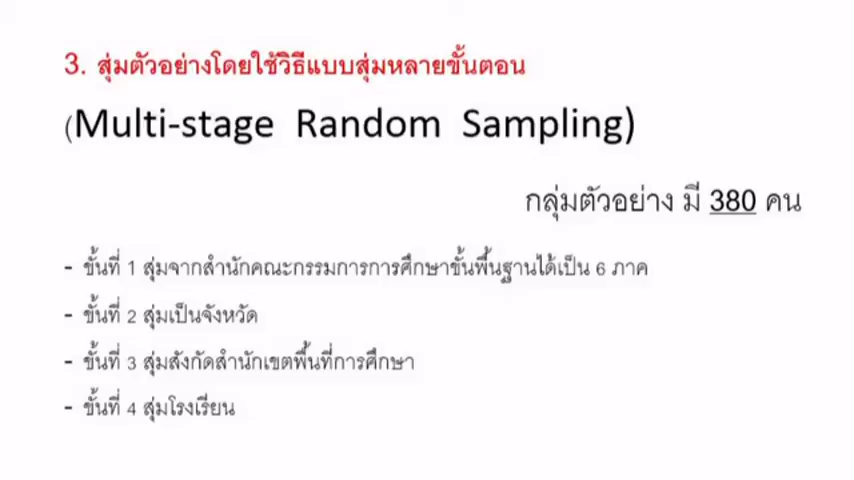 3. สุ่มตัวอย่างโดยใช้วิธีแบบสุ่มหลายขั้นตอน
(Multi-stage Random Sampling)
กลุ่มตัวอย่าง มี 380 คน
- ขั้นที่ 1 สุ่มจากสำนักคณะกรรมการการศึกษาขั้นพื้นฐานได้เป็น 6 ภาค
- ขั้นที่ 2 สุ่มเป็นจังหวัด
- ขั้นที่ 3 สุ่มสังกัดสำนักเขตพื้นที่การศึกษา
- ขั้นที่ 4 สุ่มโรงเรียน